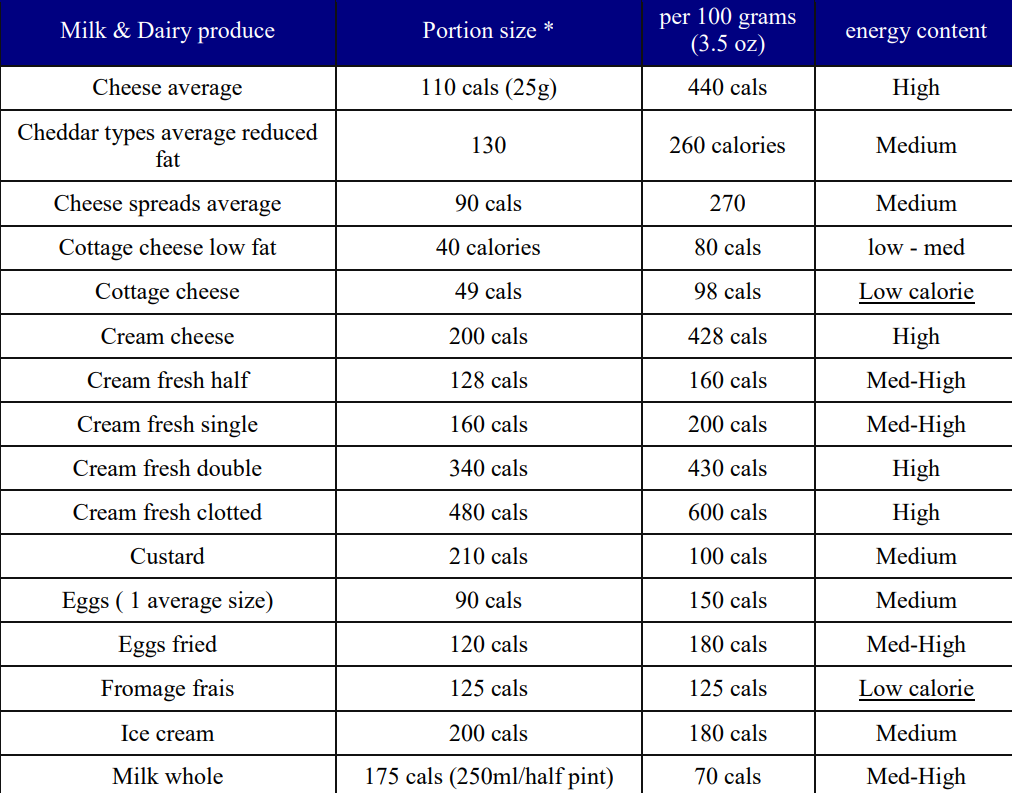 Milk & Dairy produce Portion size * per 100 grams (3.5 oz) energy content
Cheese average 110 cals (25g) 440 cals High
Cheddar types average reduced fat 130 260 calories Medium
Cheese spreads average 90 cals 270 Medium
Cottage cheese low fat 40 calories 80 cals low - med
Cottage cheese 49 cals 98 cals Low calorie
Cream cheese 200 cals 428 cals High
Cream fresh half 128 cals 160 cals Med-High
Cream fresh single 160 cals 200 cals Med-High
Cream fresh double 340 cals 430 cals High
Cream fresh clotted 480 cals 600 cals High
Custard 210 cals 100 cals Medium
Eggs ( 1 average size) 90 cals 150 cals Medium
Eggs fried 120 cals 180 cals Med-High
Fromage frais 125 cals 125 cals Low calorie
Ice cream 200 cals 180 cals Medium
Milk whole 175 cals (250ml/half pint) 70 cals Med-High